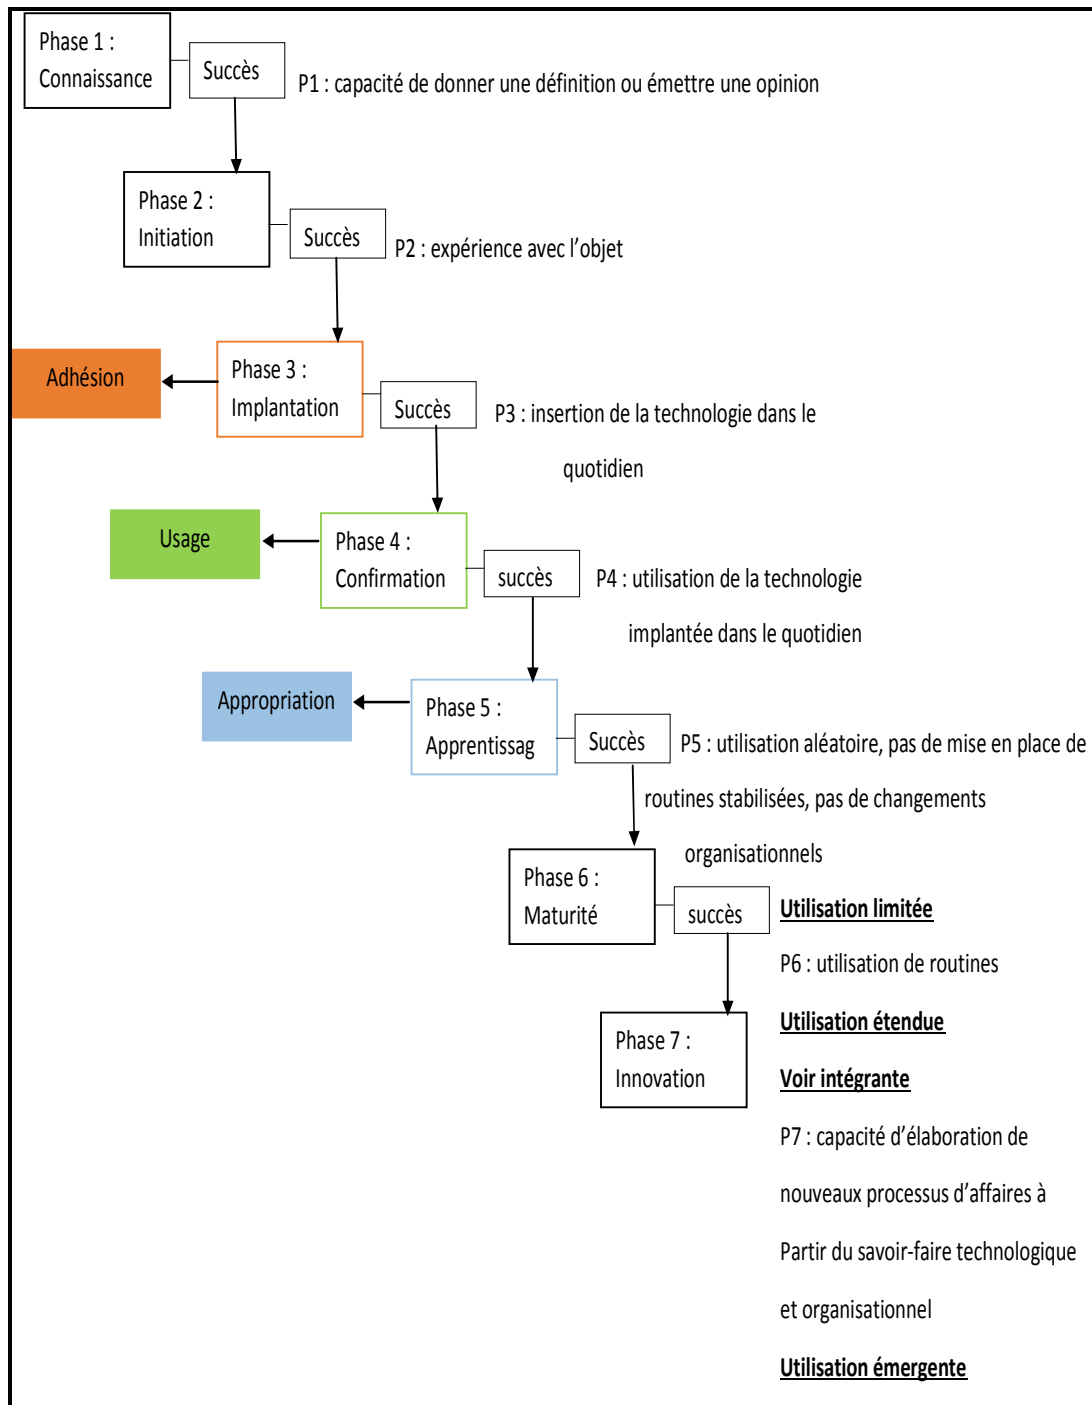 Phase 1 :
Connaissance
Succès
P1 : capacité de donner une définition ou émettre une opinion
Phase 2 :
Initiation
Succès
P2 : expérience avec l’objet
Adhésion
Phase 3 :
Implantation
Succès
P3 : insertion de la technologie dans le
quotidien
Usage
Phase 4 :
Confirmation
succès
P4 : utilisation de la technologie
implantée dans le quotidien
Appropriation
Phase 5 :
Apprentissag
Succès
P5 : utilisation aléatoire, pas de mise en place de
routines stabilisées, pas de changements
organisationnels
Phase 6 :
Maturité
succès
Utilisation limitée
P6 : utilisation de routines
Utilisation étendue
Phase 7 :
Innovation
Voir intégrante
P7 : capacité d’élaboration de
nouveaux processus d’affaires à
Partir du savoir-faire technologique
et organisationnel
Utilisation émergente